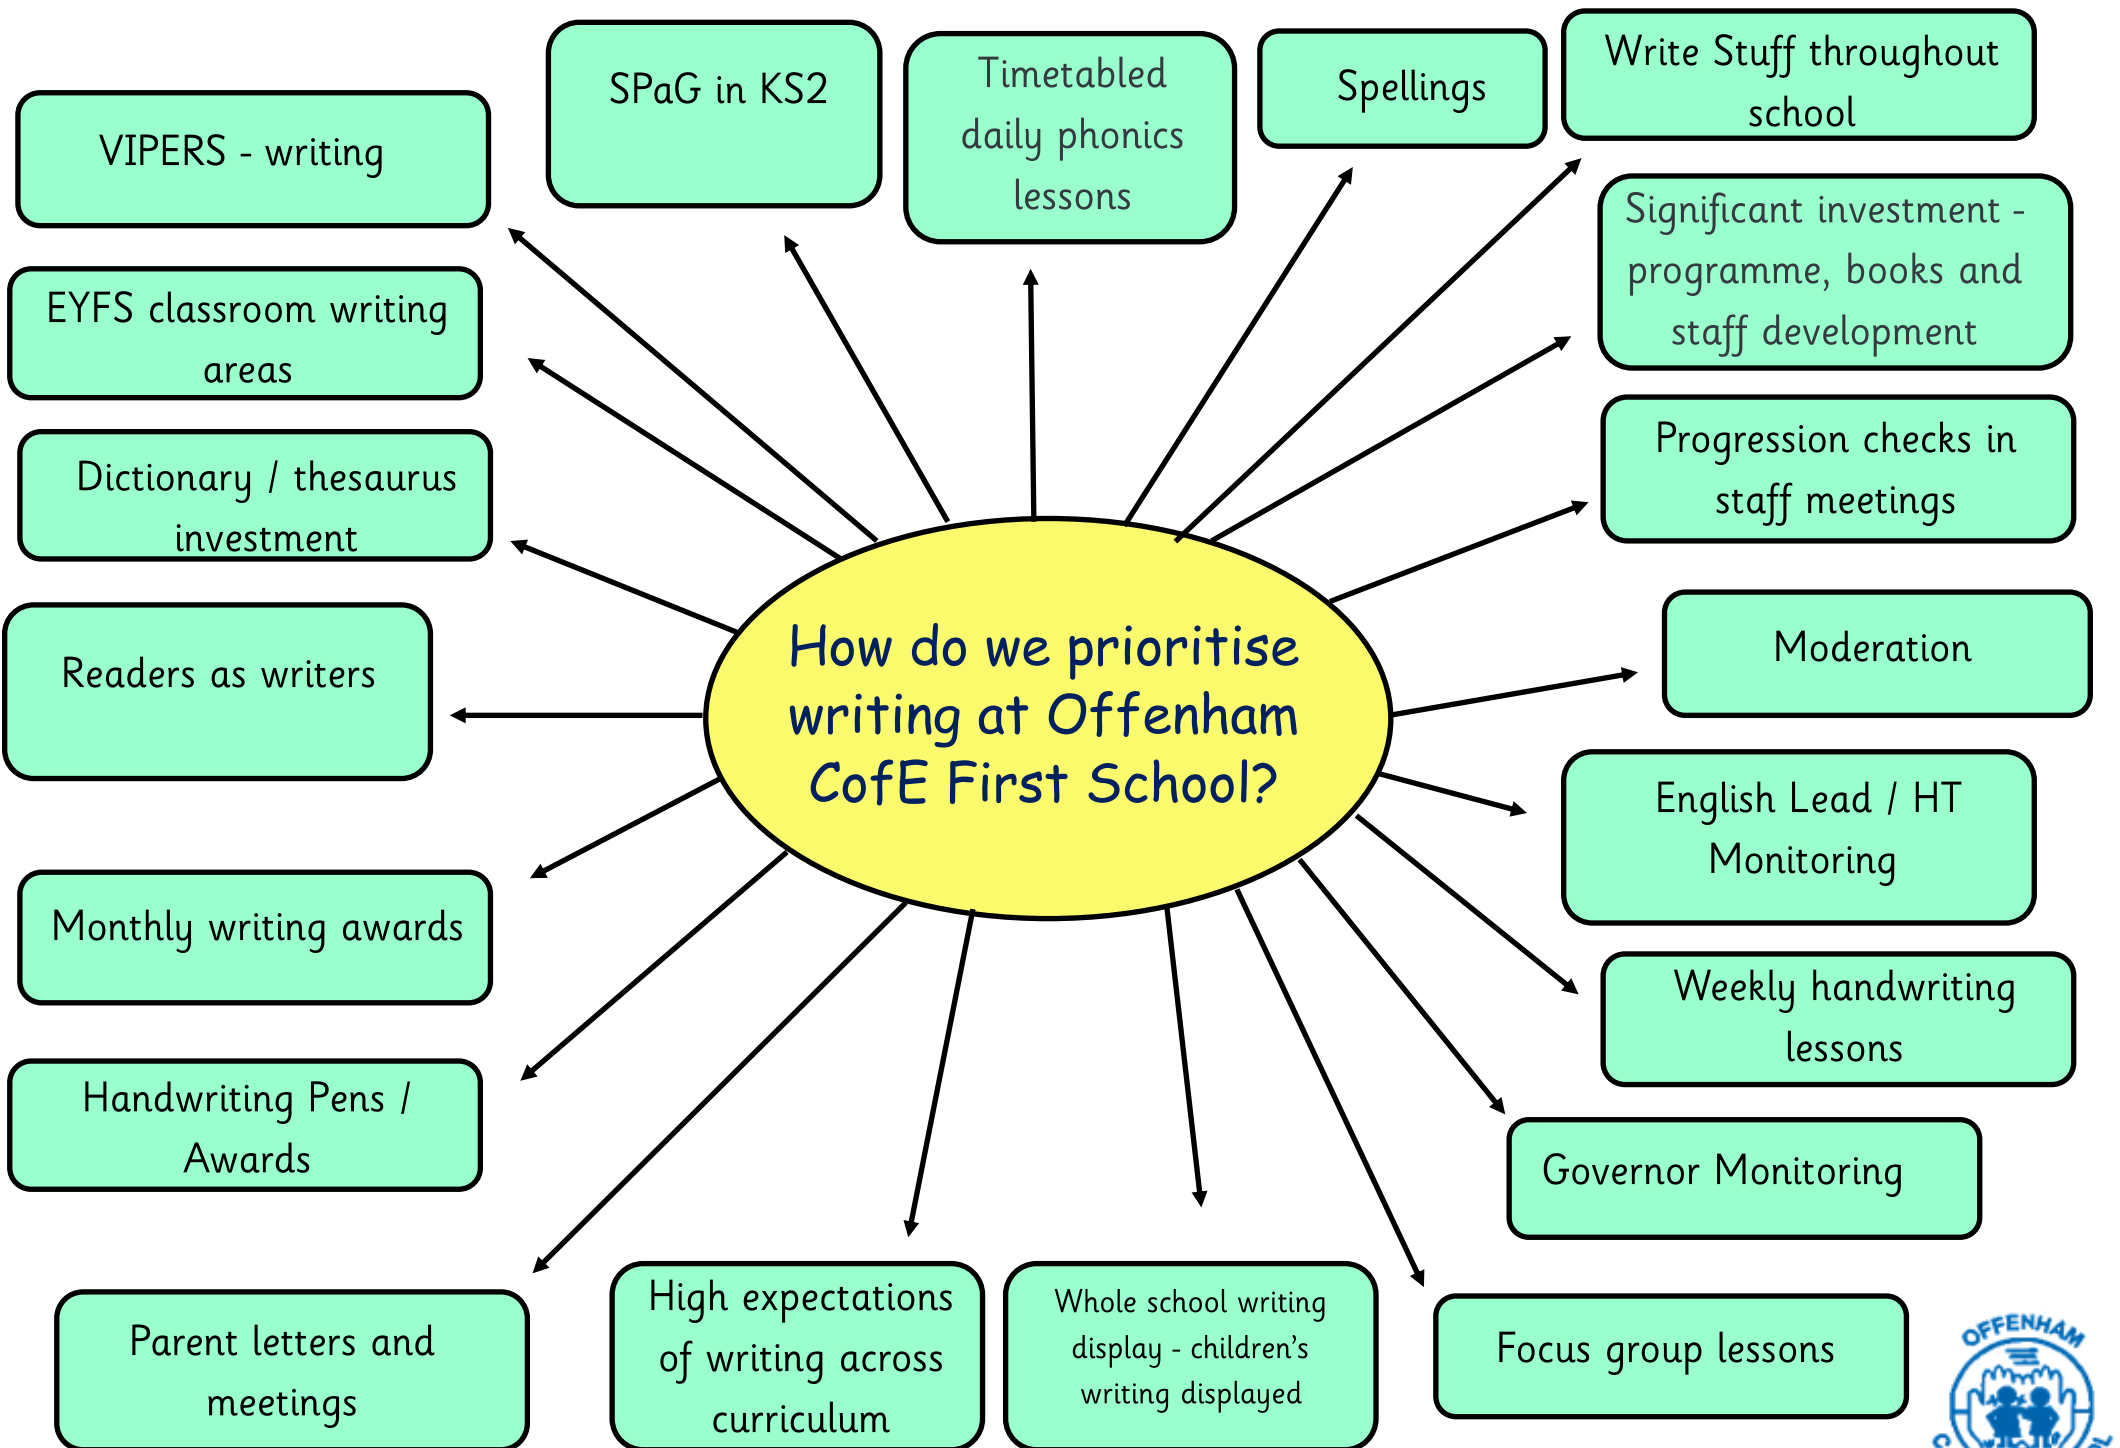 SPaG in KS2
Timetabled
daily phonics
lessons
Spellings
Write Stuff throughout
school
VIPERS - writing
Significant investment -
programme, books and
staff development
EYFS classroom writing
areas
Progression checks in
staff meetings
Dictionary / thesaurus
investment
Moderation
Readers as writers
How do we prioritise
writing at Offenham
CofE First School?
English Lead / HT
Monitoring
Monthly writing awards
Weekly handwriting
lessons
Handwriting Pens /
Awards
Governor Monitoring
Parent letters and
meetings
High expectations
of writing across
curriculum
Whole school writing
display - children's
writing displayed
Focus group lessons
OFFENHAM